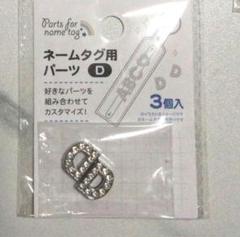 Parts for
name tag
ネームタグ用
パーツ D
好きなパーツを
組み合わせて
カスタマイズ!
ABCO
D D
3個入